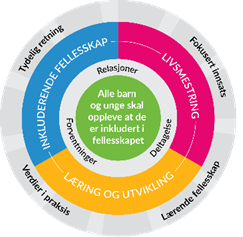 Tydelig retning
Fokusert innsats
INKLUDERENDE FELLESSKAP
LIVSMESTRING
Relasjoner
Alle barn
og unge skal
oppleve at de
er inkludert i
fellesskapet
Forventninger
Deltagelse
LÆRING OG UTVIKLING
Verdier i praksis
Lærende fellesskap